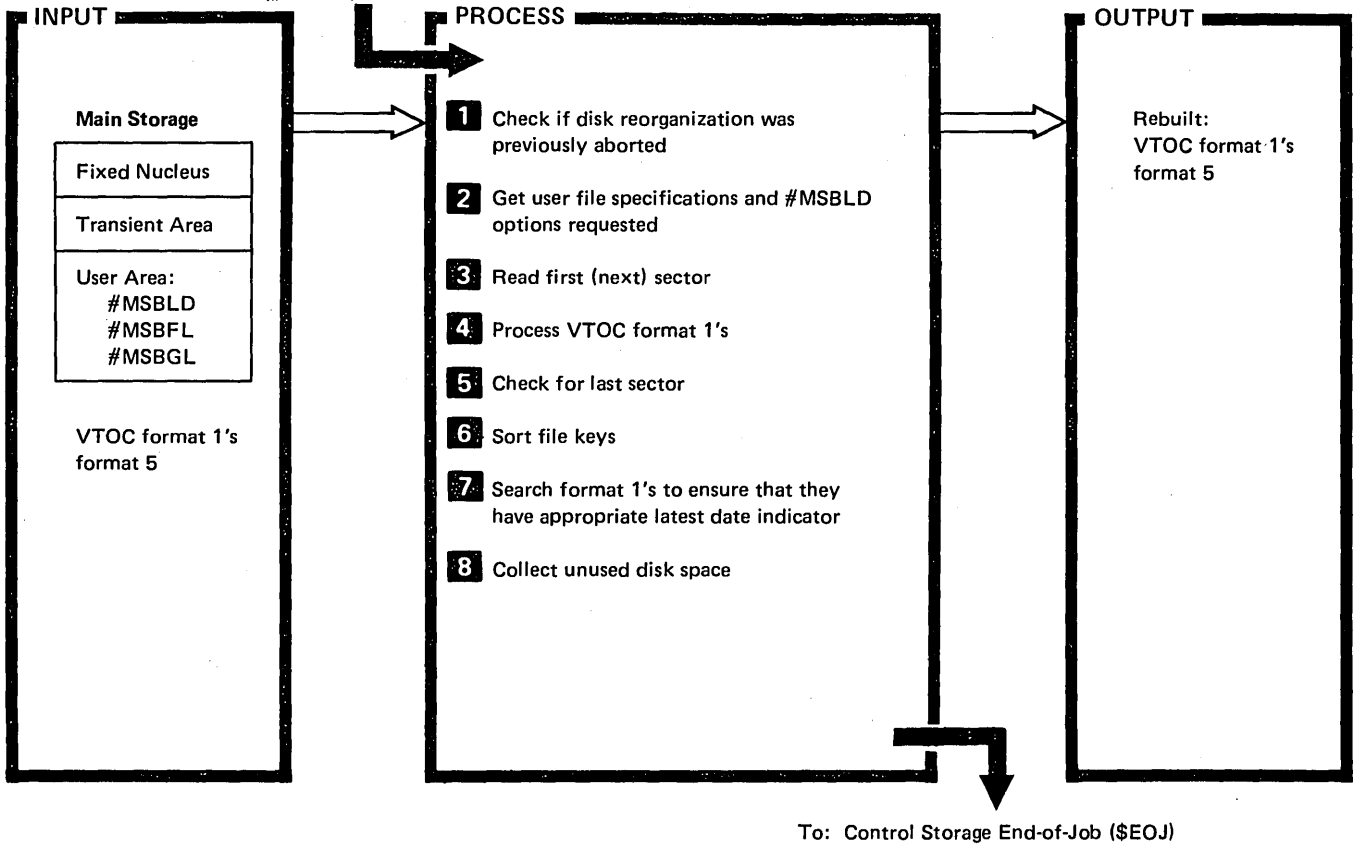 INPUT
Main Storage
Fixed Nucleus
Transient Area
User Area:
#MSBLD
#MSBFL
#MSBGL
VTOC format 1's
format 5
PROCESS
1 Check if disk reorganization was
previously aborted
2 Get user file specifications and #MSBLD
options requested
3 Read first (next) sector
4 Process VTOC format 1's
5 Check for last sector
6 Sort file keys
7 Search format 1's to ensure that they
have appropriate latest date indicator
8 Collect unused disk space
OUTPUT
Rebuilt:
VTOC format 1's
format 5
To: Control Storage End-of-Job ($EOJ)